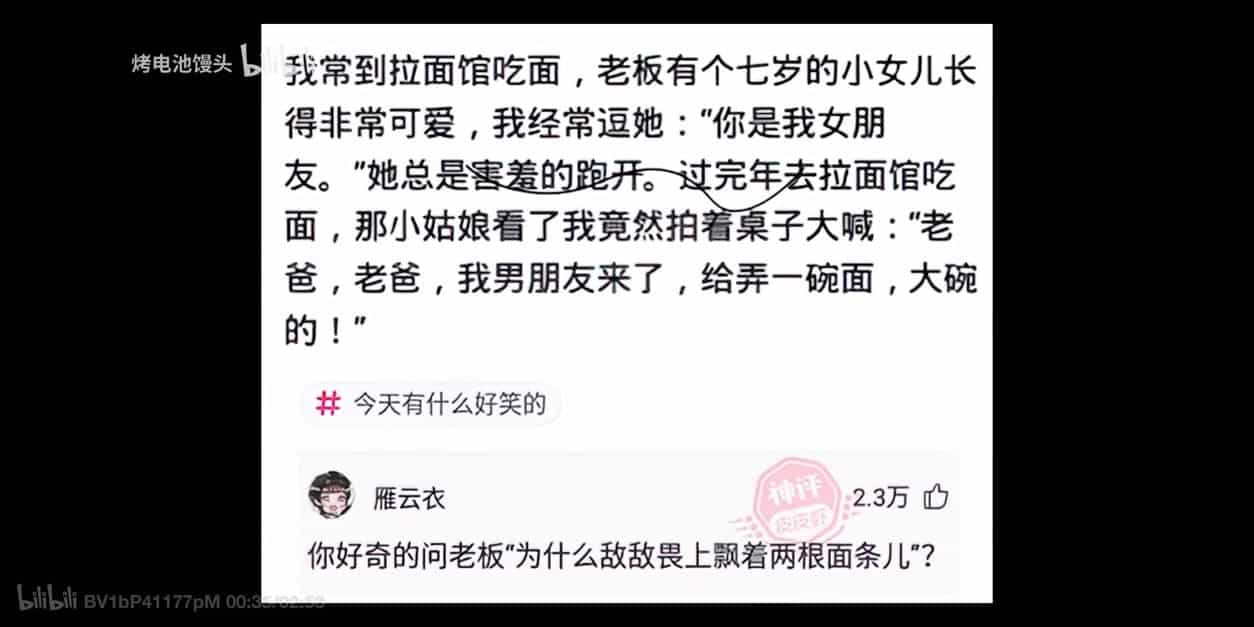 烤电池馒头 bilibili
我常到拉面馆吃面，老板有个七岁的小女儿长
得非常可爱，我经常逗她："你是我女朋
友。"她总是害羞的跑开。过完年去拉面馆吃
面，那小姑娘看了我竟然拍着桌子大喊："老
爸，老爸，我男朋友来了，给弄一碗面，大碗
的！"
# 今天有什么好笑的
雁云衣
神评
皮皮虾
2.3万
你好奇的问老板"为什么敌敌畏上飘着两根面条儿"？
bilibili BV1bP41177pM 00:35/02:53